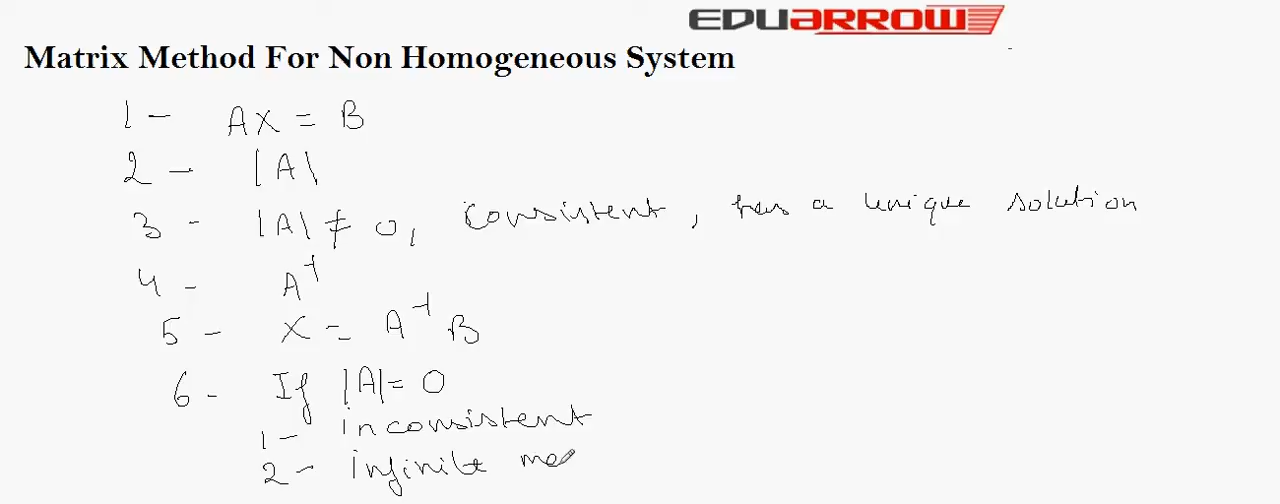 EDUARROW
Matrix Method For Non Homogeneous System
1 - AX = B
2 - |A|
3 - |A| ≠ 0, consistent, has a unique solution
4 - A⁻¹
5 - X = A⁻¹ B
6 - If |A| = 0
1 - inconsistent
2 - infinite